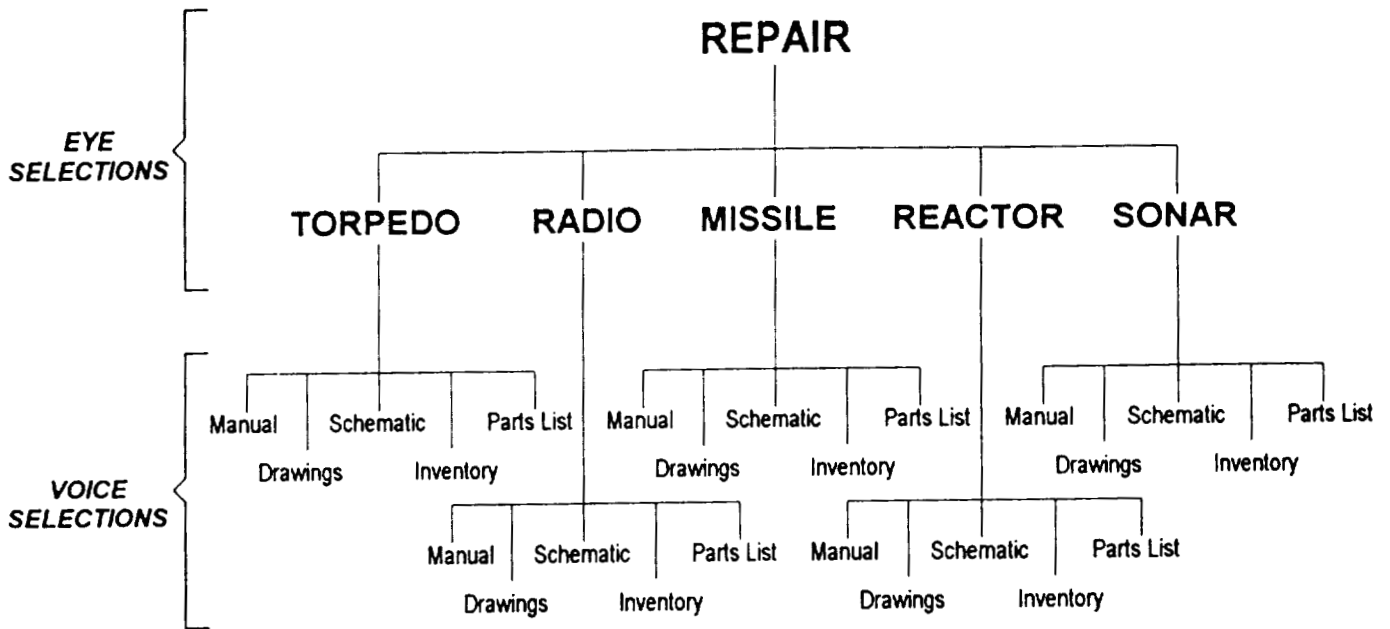 REPAIR
EYE
SELECTIONS
TORPEDO RADIO MISSILE REACTOR SONAR
Manual Schematic Parts List Manual Schematic Parts List Manual Schematic Parts List
Drawings Inventory Drawings Inventory Drawings Inventory
VOICE
SELECTIONS
Manual Schematic Parts List Manual Schematic Parts List
Drawings Inventory Drawings Inventory